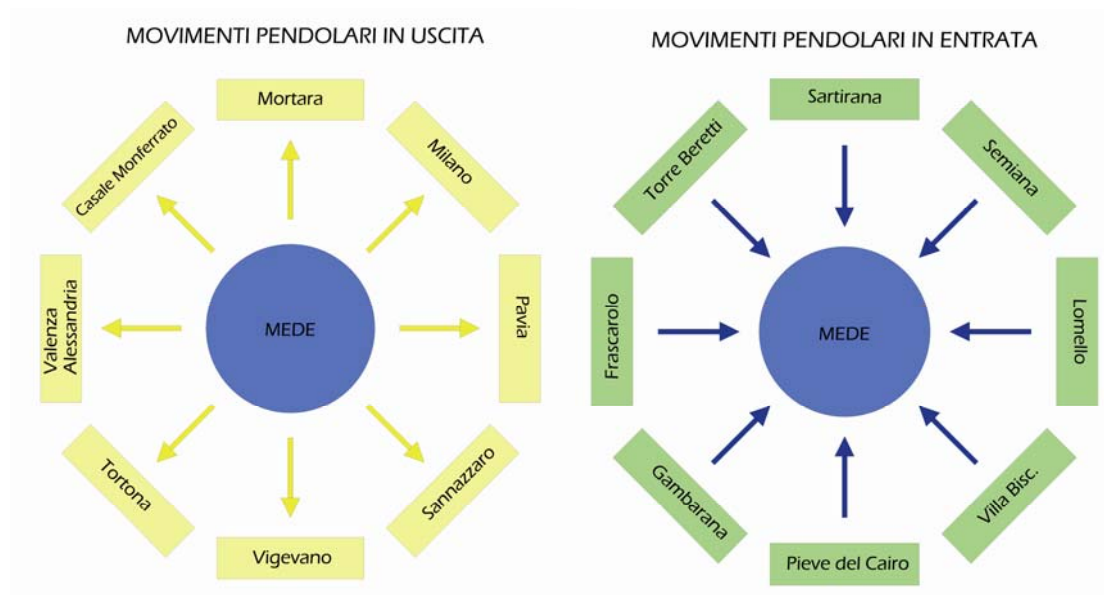 MOVIMENTI PENDOLARI IN USCITA
Mortara
Milano
Pavia
Sannazzaro
Vigevano
Tortona
Valenza
Alessandria
Casale Monferrato
MEDE
MOVIMENTI PENDOLARI IN ENTRATA
Sartirana
Semiana
Lomello
Villa Bisc.
Pieve del Cairo
Gambarana
Frascarolo
Torre Beretti
MEDE